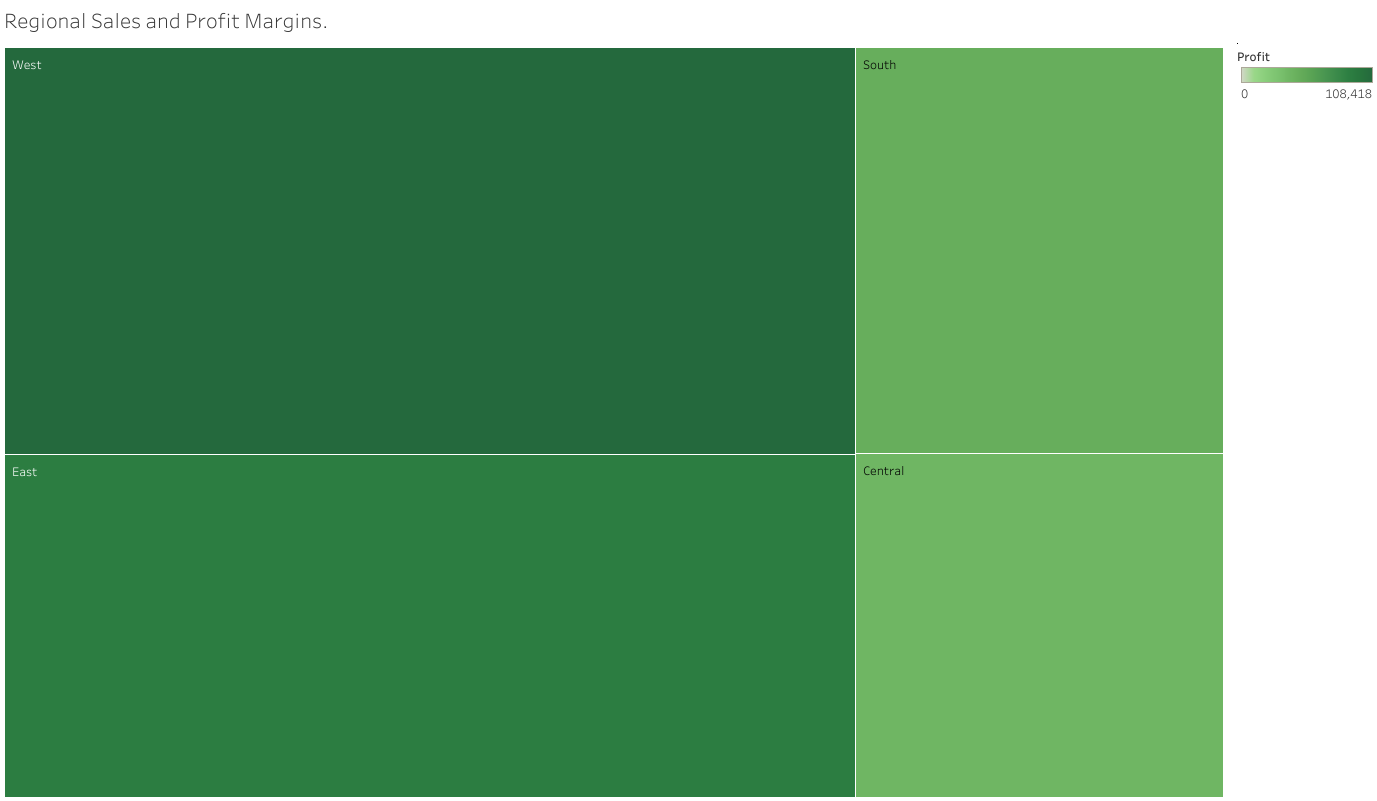 Regional Sales and Profit Margins.
West
South
East
Central
.
Profit
0
108,418